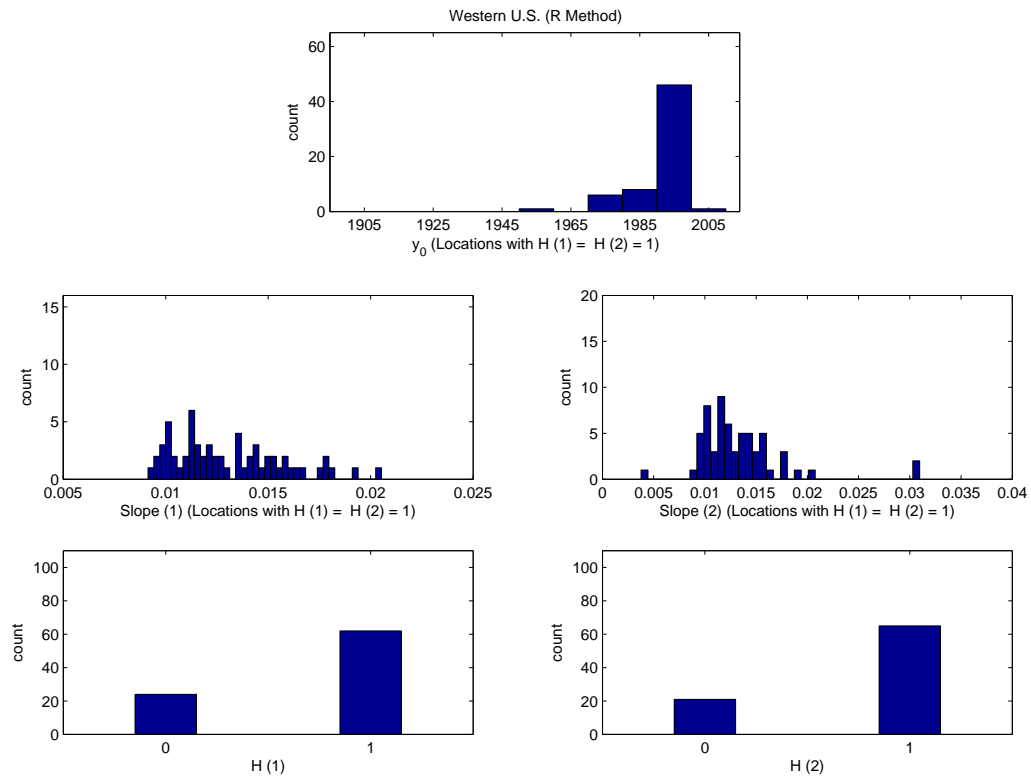 Western U.S. (R Method)
60
40
20
0
count
1905 1925 1945 1965 1985 2005
y_0 (Locations with H (1) = H (2) = 1)
15
10
5
0
count
0.005 0.01 0.015 0.02 0.025
Slope (1) (Locations with H (1) = H (2) = 1)
20
15
10
5
0
count
0 0.005 0.01 0.015 0.02 0.025 0.03 0.035 0.04
Slope (2) (Locations with H (1) = H (2) = 1)
100
80
60
40
20
0
count
0 1
H (1)
100
80
60
40
20
0
count
0 1
H (2)